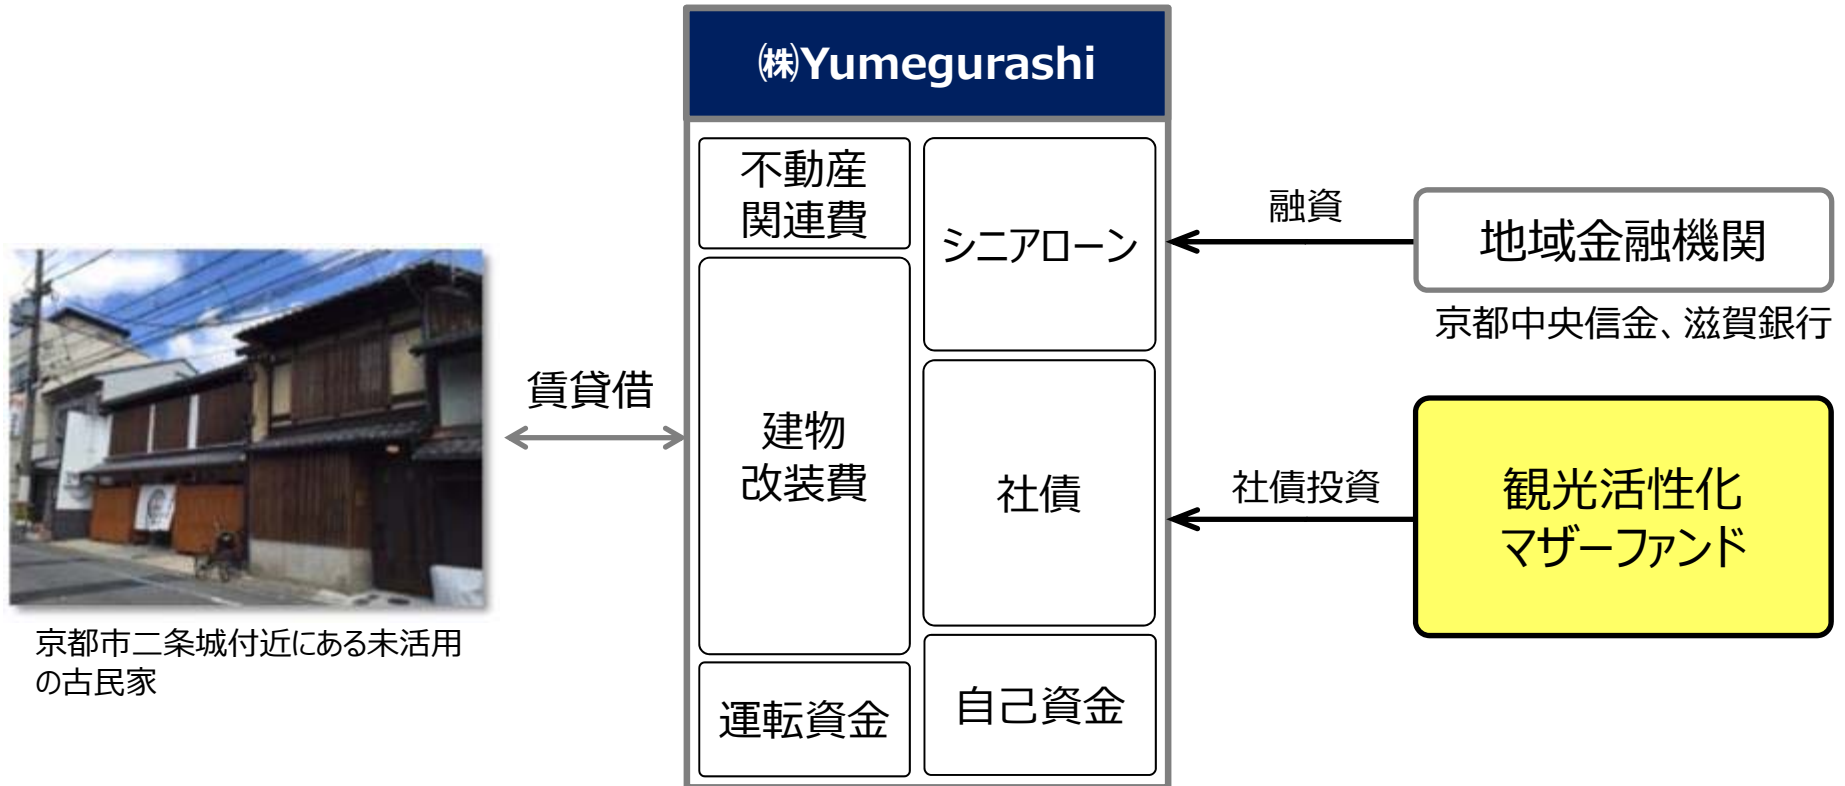 ㈱Yumegurashi
不動産
関連費
建物
改装費
運転資金
シニアローン
社債
自己資金
賃貸借
京都市二条城付近にある未活用
の古民家
融資
地域金融機関
京都中央信金、滋賀銀行
社債投資
観光活性化
マザーファンド